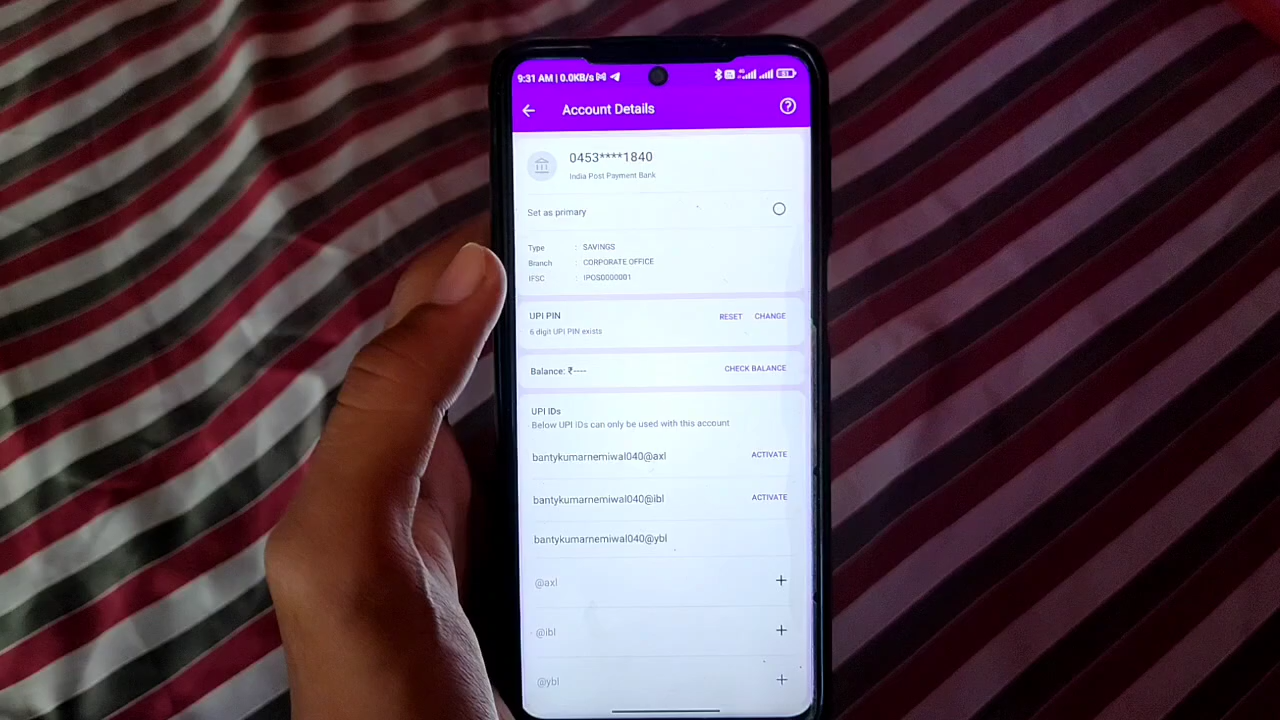 9:31 AM | 0.0KB/s
Account Details
0453****1840
India Post Payment Bank
Set as primary
Type : SAVINGS
Branch : CORPORATE OFFICE
IFSC : IPOS0000001
UPI PIN RESET CHANGE
6 digit UPI PIN exists
Balance: ₹---- CHECK BALANCE
UPI IDs
Below UPI IDs can only be used with this account
bantykumarnemiwal040@axl ACTIVATE
bantykumarnemiwal040@ibl ACTIVATE
bantykumarnemiwal040@ybl
@axl +
@ibl +
@ybl +